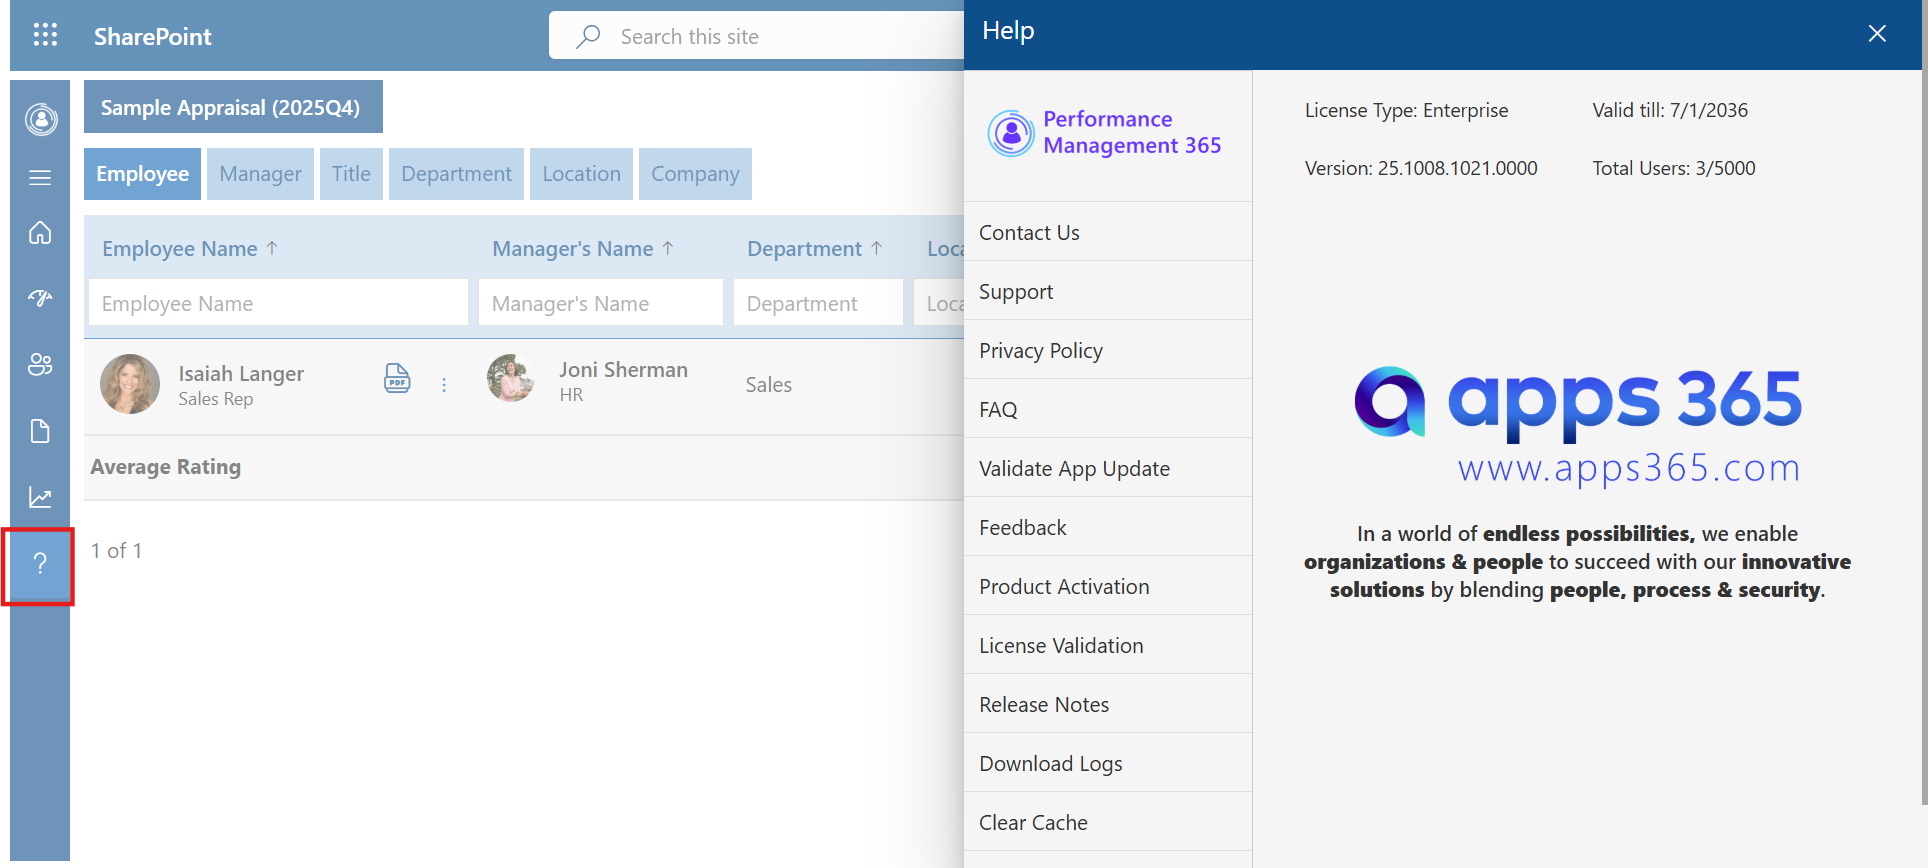 SharePoint
Search this site
Sample Appraisal (2025Q4)
Employee Manager Title Department Location Company
Employee Name ↑ Manager's Name ↑ Department ↑
Employee Name Manager's Name Department
Isaiah Langer
Sales Rep
PDF
Joni Sherman
HR
Sales
Average Rating
?
1 of 1
Help
Performance
Management 365
Contact Us
Support
Privacy Policy
FAQ
Validate App Update
Feedback
Product Activation
License Validation
Release Notes
Download Logs
Clear Cache
License Type: Enterprise Valid till: 7/1/2036
Version: 25.1008.1021.0000 Total Users: 3/5000
apps 365
www.apps365.com
In a world of endless possibilities, we enable
organizations & people to succeed with our innovative
solutions by blending people, process & security.